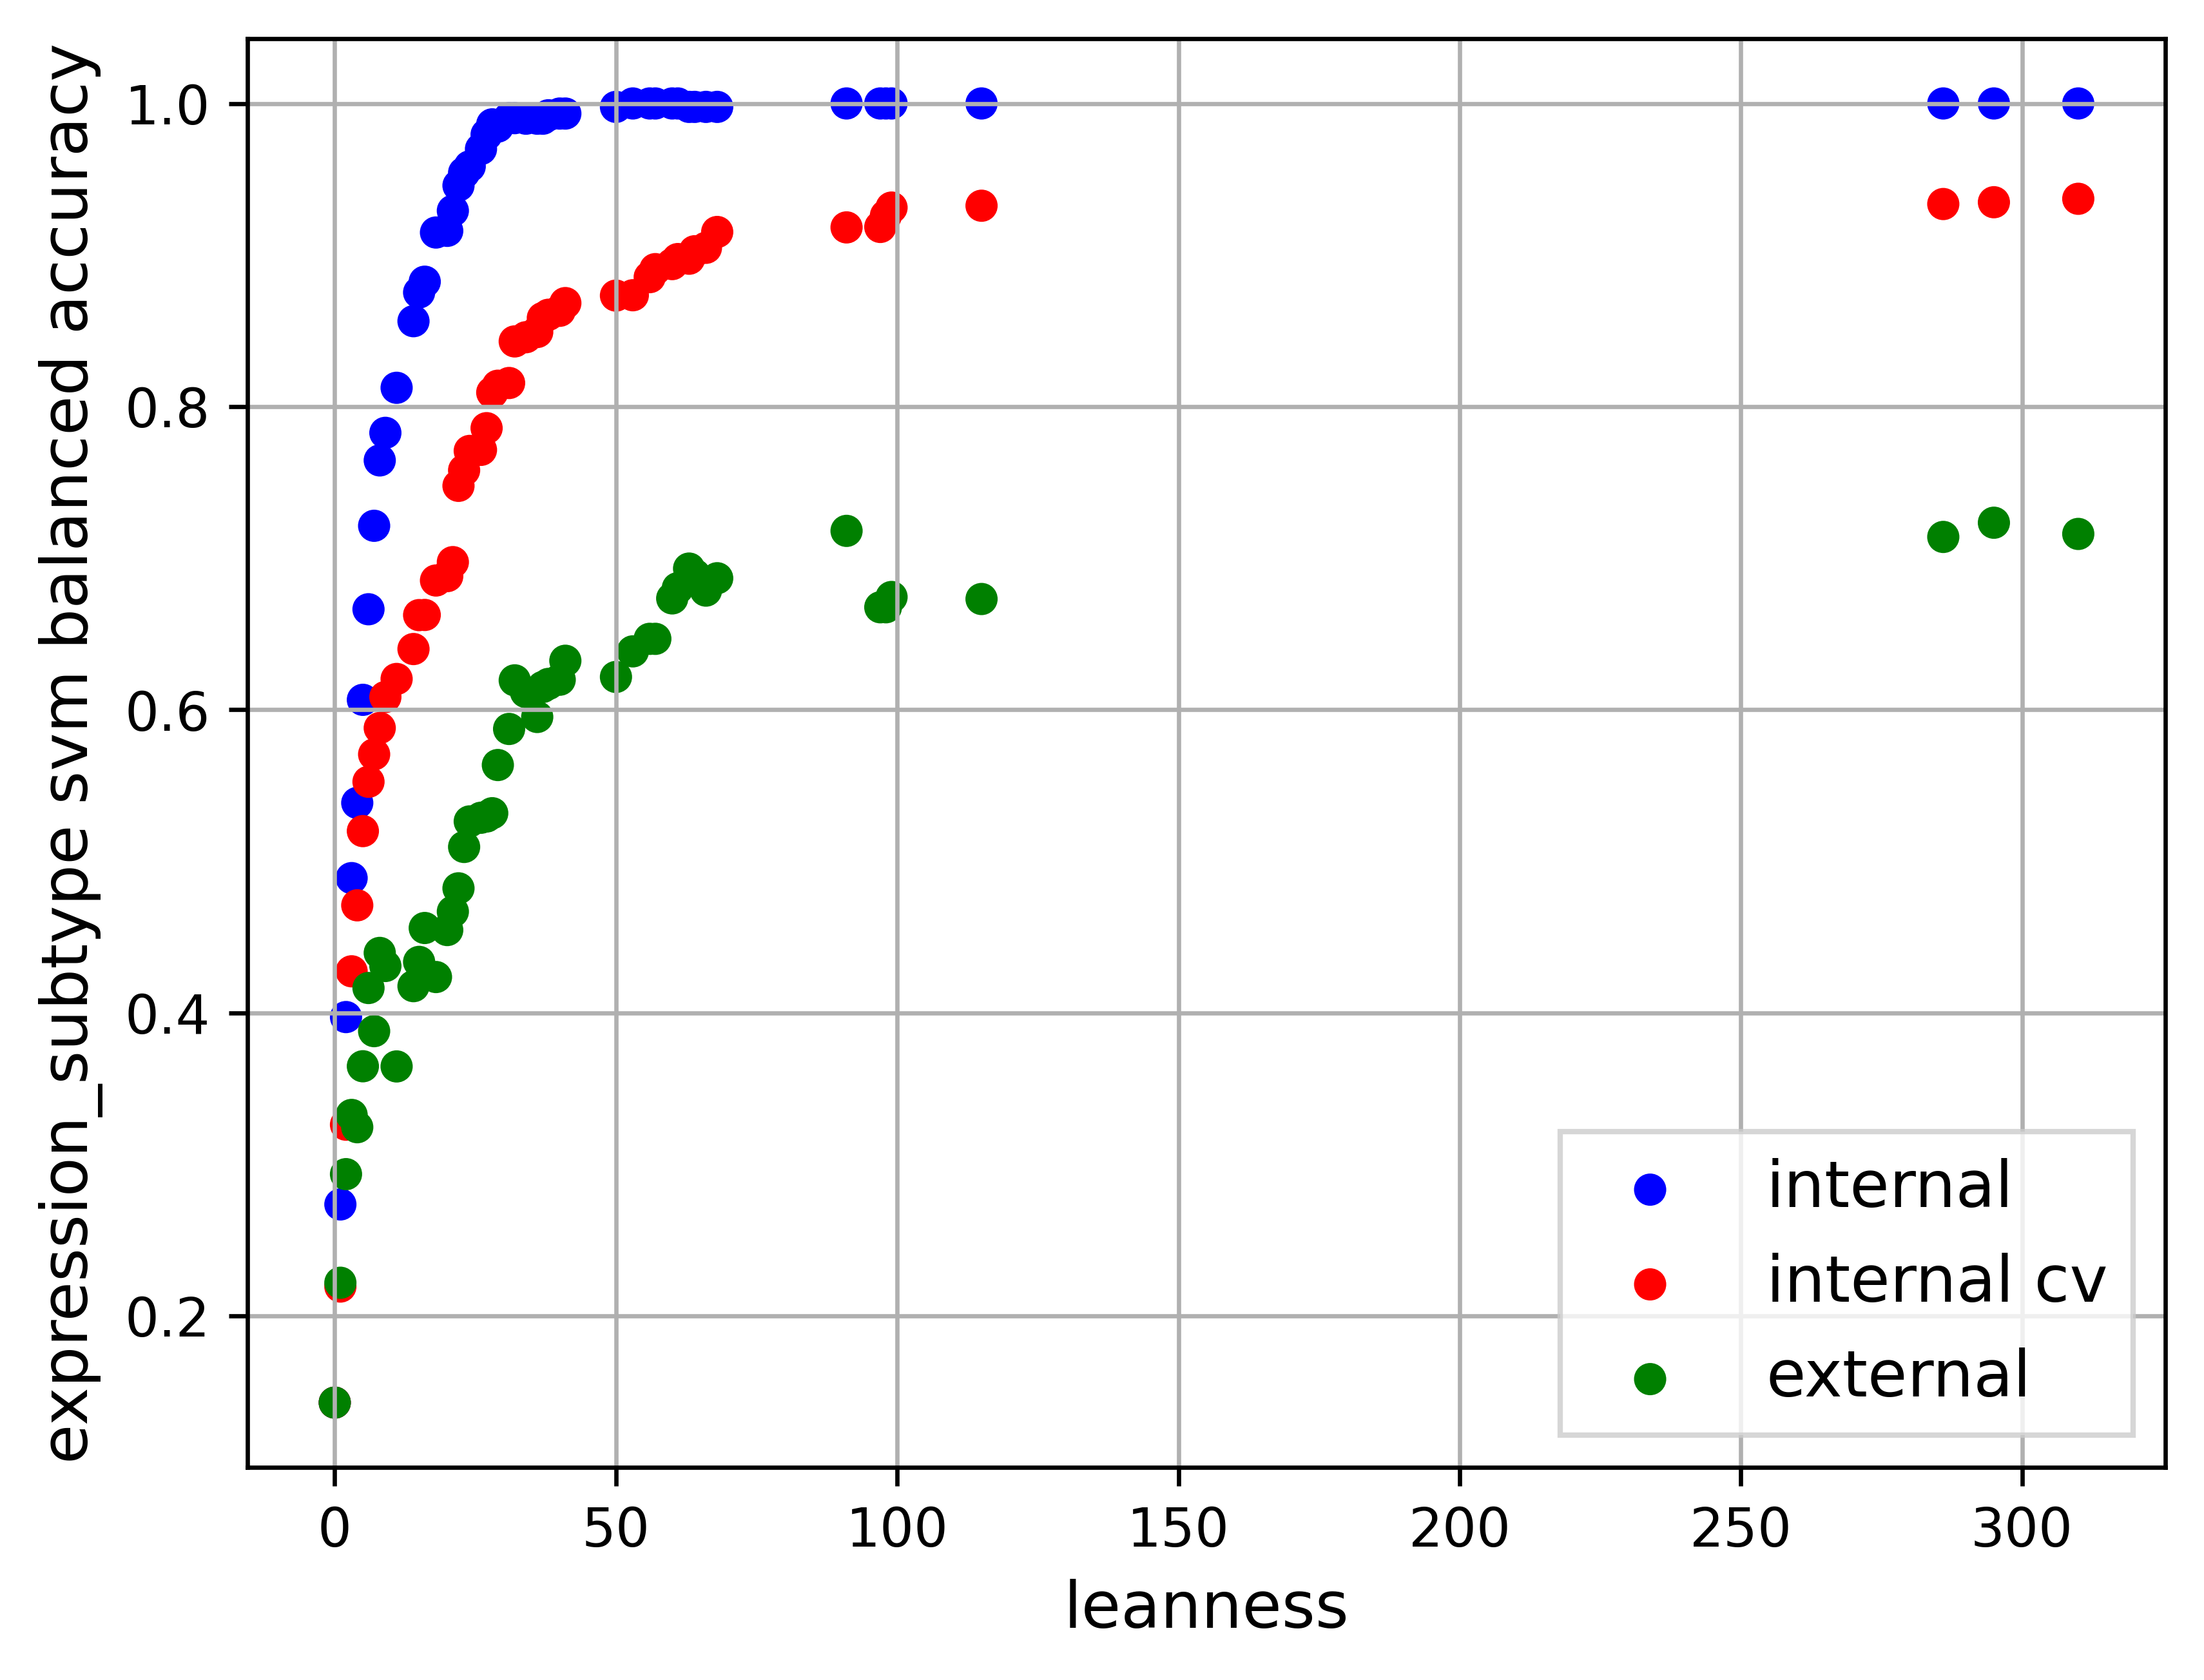 expression_subtype svm balanced accuracy
1.0
0.8
0.6
0.4
0.2
0 50 100 150 200 250 300
leanness
internal
internal cv
external